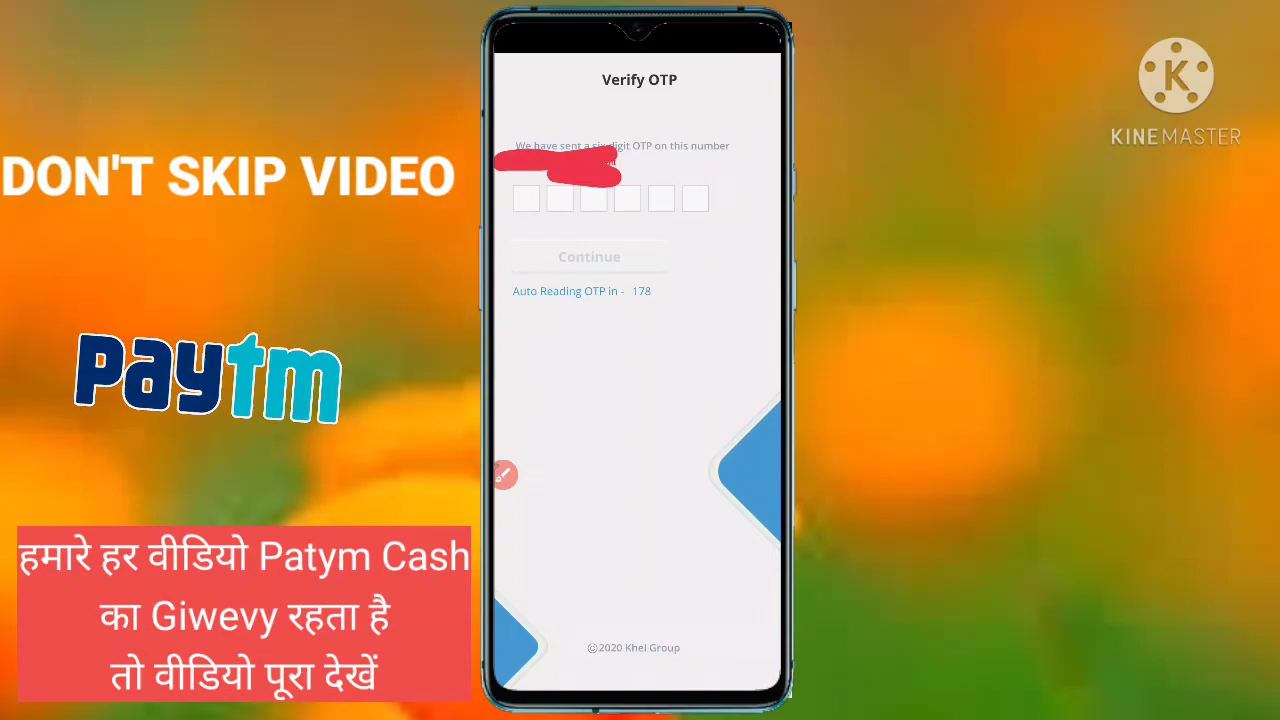 DON'T SKIP VIDEO
paytm
हमारे हर वीडियो Patym Cash
का Giwevy रहता है
तो वीडियो पूरा देखें
Verify OTP
We have sent a six digit OTP on this number
Continue
Auto Reading OTP in - 178
©2020 Khel Group
K
KINEMASTER